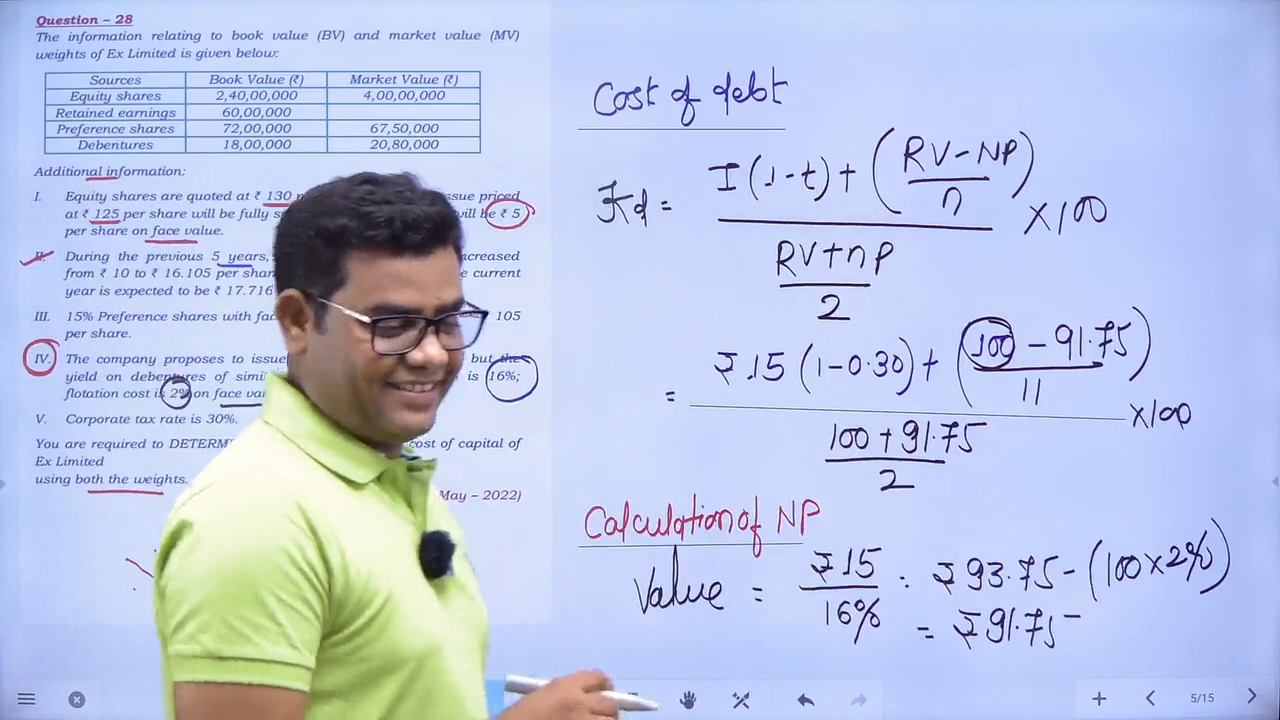 Question – 28
The information relating to book value (BV) and market value (MV)
weights of Ex Limited is given below:
Sources Book Value (₹) Market Value (₹)
Equity shares 2,40,00,000 4,00,00,000
Retained earnings 60,00,000
Preference shares 72,00,000 67,50,000
Debentures 18,00,000 20,80,000
Additional information:
I. Equity shares are quoted at ₹ 130 issue priced
at ₹ 125 per share will be fully will be ₹ 5
per share on face value.
II. During the previous 5 years,
from ₹ 10 to ₹ 16.105 per current
year is expected to be ₹ 17.716
III. 15% Preference shares with 105
per share.
IV. The company proposes to but the
yield on debentures of is 16%;
flotation cost is 2% on face
V. Corporate tax rate is 30%.
You are required to cost of capital of
Ex Limited
using both the weights.
May – 2022)
Cost of debt
Kd = I(1-t) + (RV-NP)
n
×100
RV+nP
2
= ₹15 (1-0.30) + (100 - 91.75)
11
×100
100 + 91.75
2
Calculation of NP
Value = ₹15 : ₹93.75 - (100×2%)
16% = ₹91.75
5/15